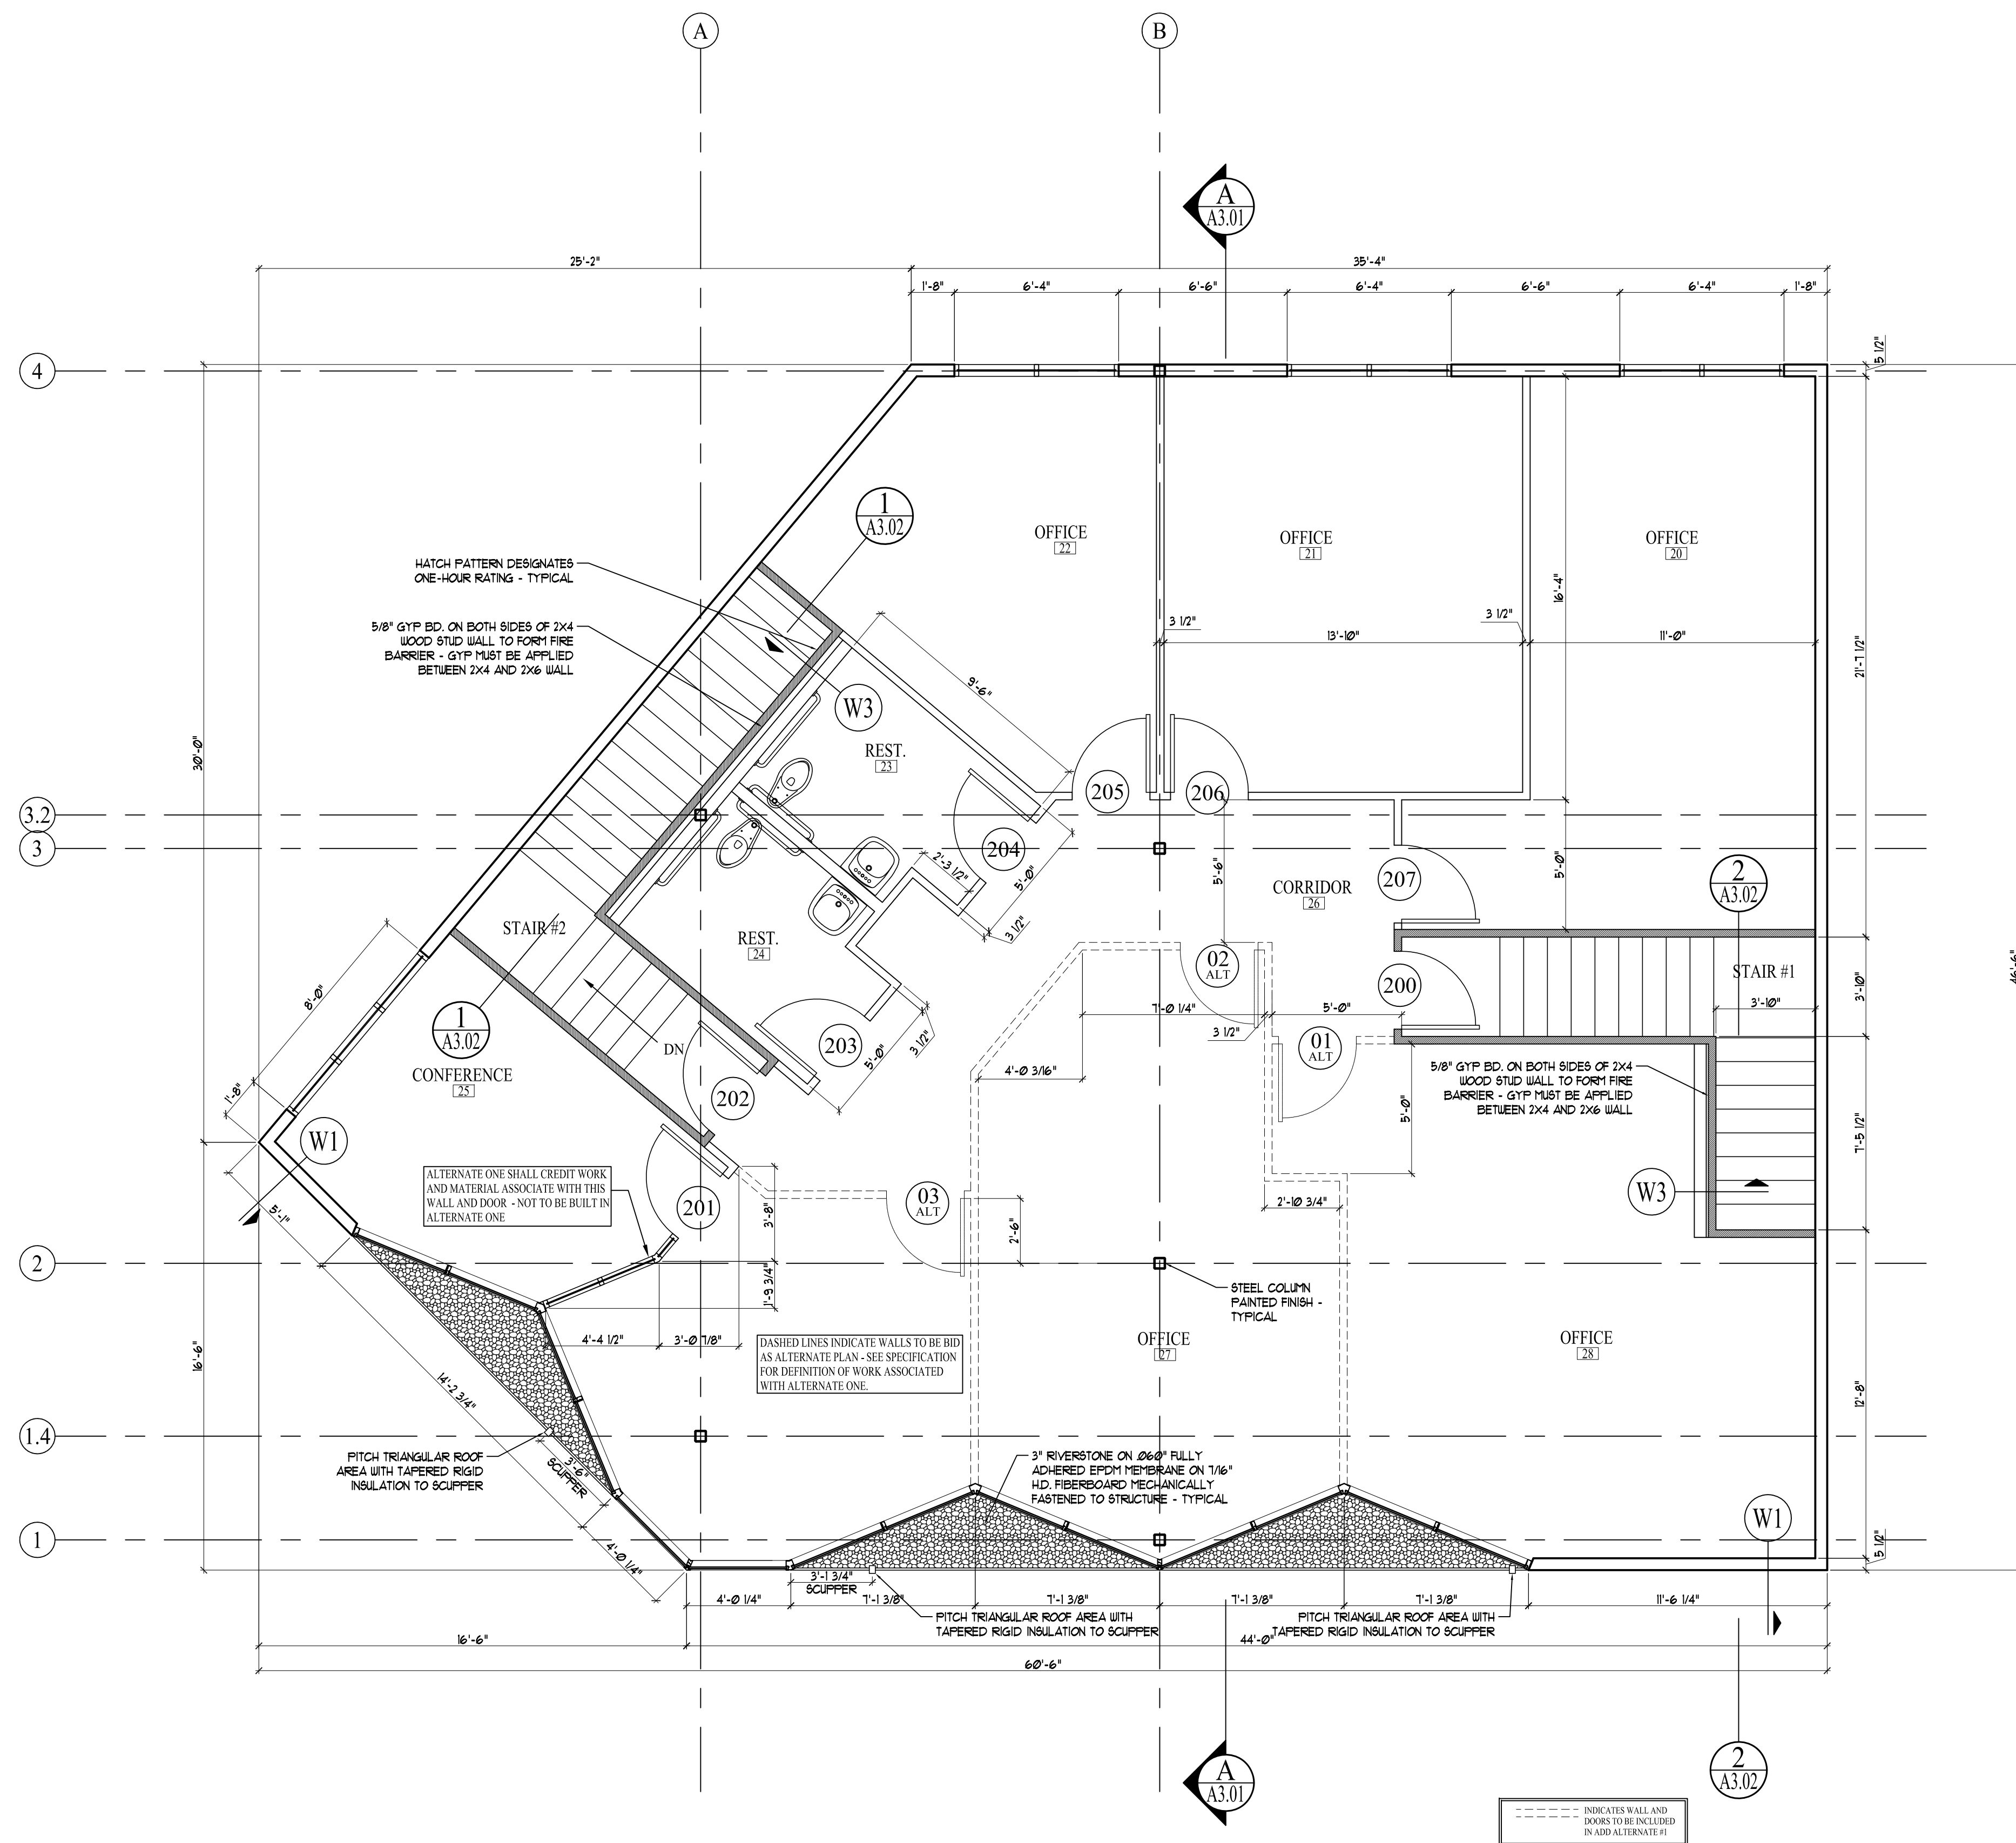 A
B
A
A3.01
25'-2"
35'-4"
1'-8"
6'-4"
6'-6"
6'-4"
6'-6"
6'-4"
1'-8"
5 1/2"
4
1
A3.02
OFFICE
22
OFFICE
21
OFFICE
20
HATCH PATTERN DESIGNATES
ONE-HOUR RATING - TYPICAL
5/8" GYP BD. ON BOTH SIDES OF 2X4
WOOD STUD WALL TO FORM FIRE
BARRIER - GYP MUST BE APPLIED
BETWEEN 2X4 AND 2X6 WALL
16'-4"
3 1/2"
13'-10"
3 1/2"
11'-0"
21'-7 1/2"
9'-6"
W3
REST.
23
30'-0"
205
206
3.2
3
204
2'-3 1/2"
5'-0"
3 1/2"
5'-6"
5'-0"
CORRIDOR
26
207
2
A3.02
STAIR #2
REST.
24
02
ALT
200
STAIR #1
3'-10"
3'-10"
46'-6"
8'-0"
1
A3.02
7'-0 1/4"
5'-0"
3 1/2"
DN
203
5'-0"
3 1/2"
01
ALT
CONFERENCE
25
1'-8"
202
4'-0 3/16"
5/8" GYP BD. ON BOTH SIDES OF 2X4
WOOD STUD WALL TO FORM FIRE
BARRIER - GYP MUST BE APPLIED
BETWEEN 2X4 AND 2X6 WALL
5'-0"
7'-5 1/2"
W1
ALTERNATE ONE SHALL CREDIT WORK
AND MATERIAL ASSOCIATE WITH THIS
WALL AND DOOR - NOT TO BE BUILT IN
ALTERNATE ONE
201
3'-8"
03
ALT
2'-6"
2'-10 3/4"
W3
5'-1"
2
1'-9 3/4"
STEEL COLUMN
PAINTED FINISH -
TYPICAL
4'-4 1/2"
3'-0 7/8"
DASHED LINES INDICATE WALLS TO BE BID
AS ALTERNATE PLAN - SEE SPECIFICATION
FOR DEFINITION OF WORK ASSOCIATED
WITH ALTERNATE ONE.
OFFICE
27
OFFICE
28
16'-6"
14'-2 3/4"
12'-8"
1.4
PITCH TRIANGULAR ROOF
AREA WITH TAPERED RIGID
INSULATION TO SCUPPER
3'-6"
SCUPPER
3" RIVERSTONE ON .060" FULLY
ADHERED EPDM MEMBRANE ON 7/16"
H.D. FIBERBOARD MECHANICALLY
FASTENED TO STRUCTURE - TYPICAL
W1
1
4'-0 1/4"
5 1/2"
3'-1 3/4"
SCUPPER
4'-0 1/4"
7'-1 3/8"
7'-1 3/8"
7'-1 3/8"
7'-1 3/8"
11'-6 1/4"
PITCH TRIANGULAR ROOF AREA WITH
TAPERED RIGID INSULATION TO SCUPPER
PITCH TRIANGULAR ROOF AREA WITH
TAPERED RIGID INSULATION TO SCUPPER
16'-6"
44'-0"
60'-6"
A
A3.01
2
A3.02
INDICATES WALL AND
DOORS TO BE INCLUDED
IN ADD ALTERNATE #1